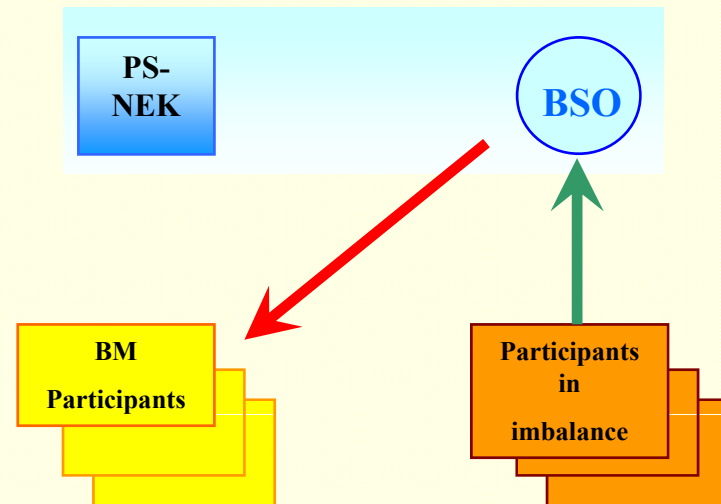 PS-
NEK
BSO
BM
Participants
Participants
in
imbalance